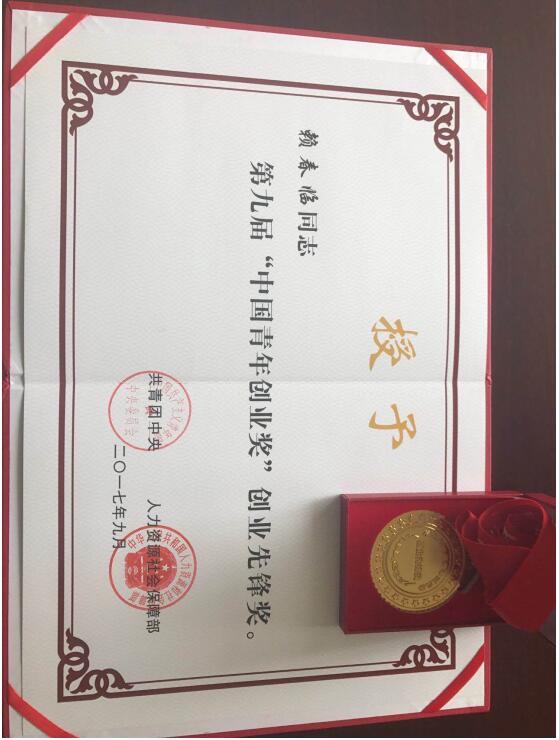 授予
赖春临同志
第九届“中国青年创业奖”创业先锋奖。
共青团中央 人力资源社会保障部
二〇一七年九月